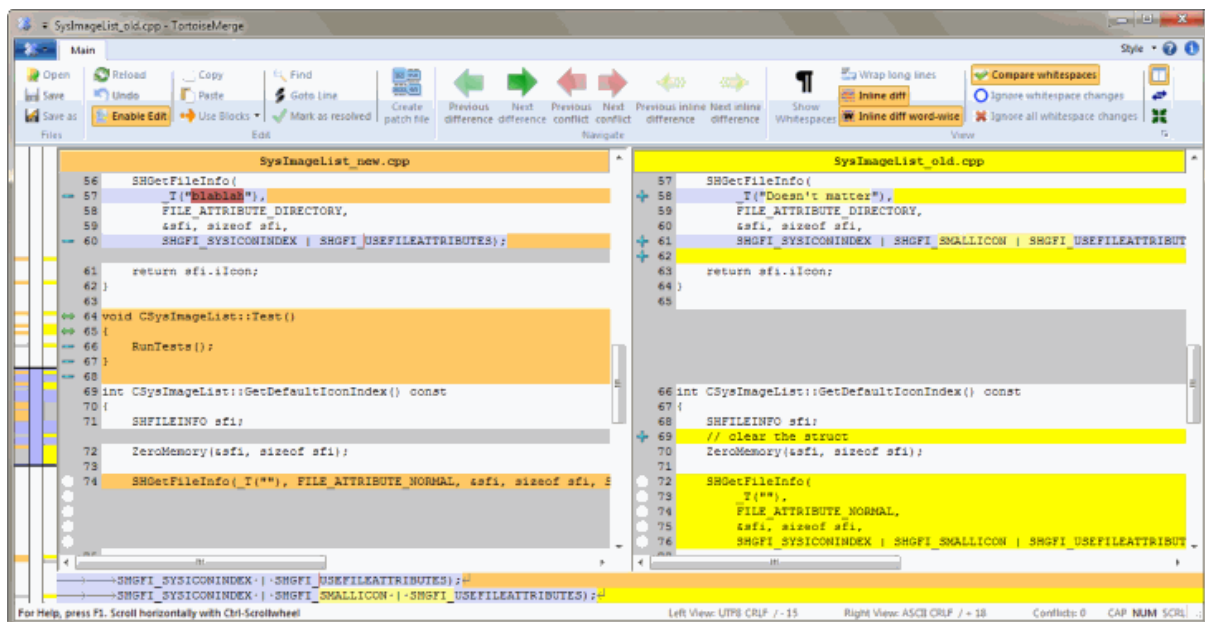 SysImageList_old.cpp - TortoiseMerge
Main
Style
Open
Save
Save as
Files
Reload
Undo
Enable Edit
Copy
Paste
Use Blocks
Find
Goto Line
Mark as resolved
Edit
Create patch file
Previous difference
Next difference
Previous conflict
Next conflict
Previous inline difference
Next inline difference
Navigate
Show Whitespaces
Wrap long lines
Inline diff
Inline diff word-wise
Compare whitespaces
Ignore whitespace changes
Ignore all whitespace changes
View
SysImageList_new.cpp
56 SHGetFileInfo(
58 _T("blablah"),
58 FILE_ATTRIBUTE_DIRECTORY,
59 &sfi, sizeof sfi,
60 SHGFI_SYSICONINDEX | SHGFI_USEFILEATTRIBUTES);
61 return sfi.iIcon;
62 }
63
64 void CSysImageList::Test()
65 {
66 RunTests();
67 }
68
69 int CSysImageList::GetDefaultIconIndex() const
70 {
71 SHFILEINFO sfi;
72 ZeroMemory(&sfi, sizeof sfi);
73
74 SHGetFileInfo(_T(""), FILE_ATTRIBUTE_NORMAL, &sfi, sizeof sfi, S
SysImageList_old.cpp
57 SHGetFileInfo(
58 _T("Doesn't matter"),
59 FILE_ATTRIBUTE_DIRECTORY,
60 &sfi, sizeof sfi,
61 SHGFI_SYSICONINDEX | SHGFI_SMALLICON | SHGFI_USEFILEATTRIBUT
62
63 return sfi.iIcon;
64 }
65
66 int CSysImageList::GetDefaultIconIndex() const
67 {
68 SHFILEINFO sfi;
69 // clear the struct
70 ZeroMemory(&sfi, sizeof sfi);
71
72 SHGetFileInfo(
73 _T(""),
74 FILE_ATTRIBUTE_NORMAL,
75 &sfi, sizeof sfi,
76 SHGFI_SYSICONINDEX | SHGFI_SMALLICON | SHGFI_USEFILEATTRIBUT
SHGFI_SYSICONINDEX·|·SHGFI_USEFILEATTRIBUTES);
SHGFI_SYSICONINDEX·|·SHGFI_SMALLICON·|·SHGFI_USEFILEATTRIBUTES);
For Help, press F1. Scroll horizontally with Ctrl-Scrollwheel
Left View: UTF8 CRLF / - 15
Right View: ASCII CRLF / + 18
Conflicts: 0
CAP NUM SCRL